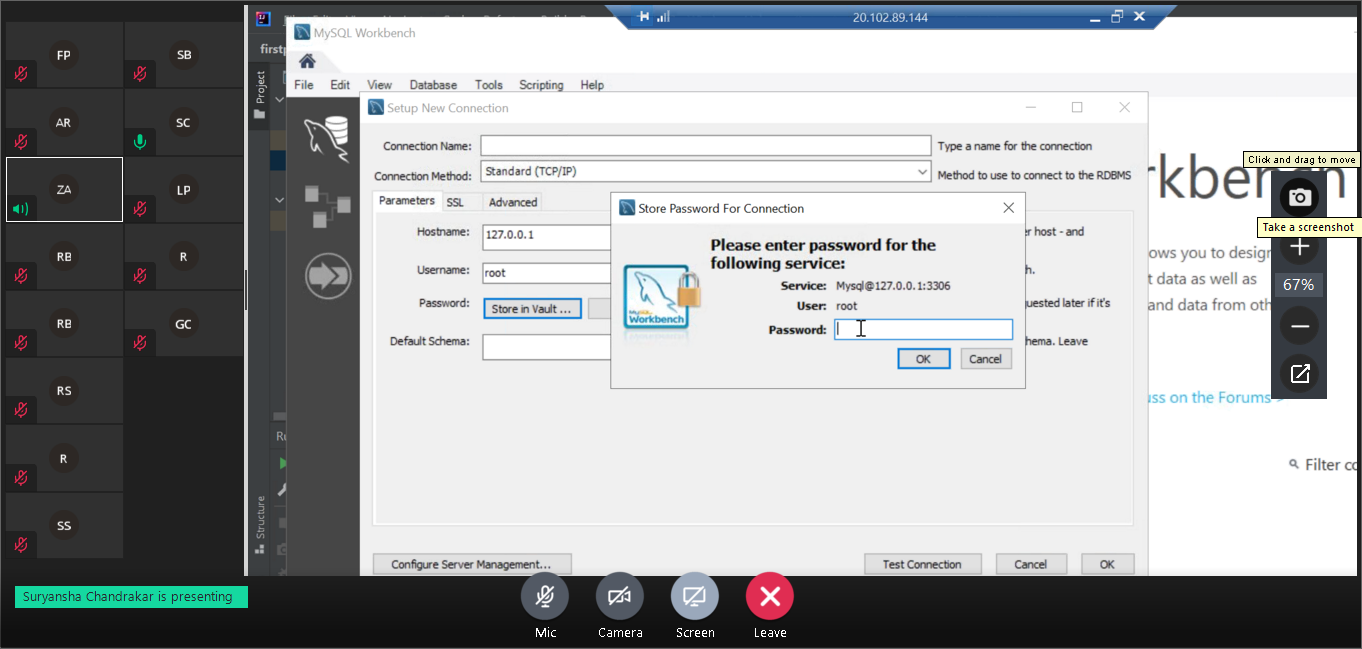 FP
SB
AR
SC
ZA
LP
RB
R
RB
GC
RS
R
SS
Suryansha Chandrakar is presenting
firstp
Project
Structure
Ru
20.102.89.144
MySQL Workbench
File Edit View Database Tools Scripting Help
Setup New Connection
Connection Name:
Type a name for the connection
Connection Method: Standard (TCP/IP)
Method to use to connect to the RDBMS
Parameters SSL Advanced
Hostname: 127.0.0.1
er host - and
Username: root
h.
Password: Store in Vault ...
uested later if it's
Default Schema:
hema. Leave
Store Password For Connection
Please enter password for the
following service:
Service: Mysql@127.0.0.1:3306
User: root
Password:
OK Cancel
MySQL
Workbench
Configure Server Management...
Test Connection Cancel OK
rkbench
Click and drag to move
Take a screenshot
67%
ows you to design
t data as well as
and data from oth
uss on the Forums >
Filter co
Mic Camera Screen Leave